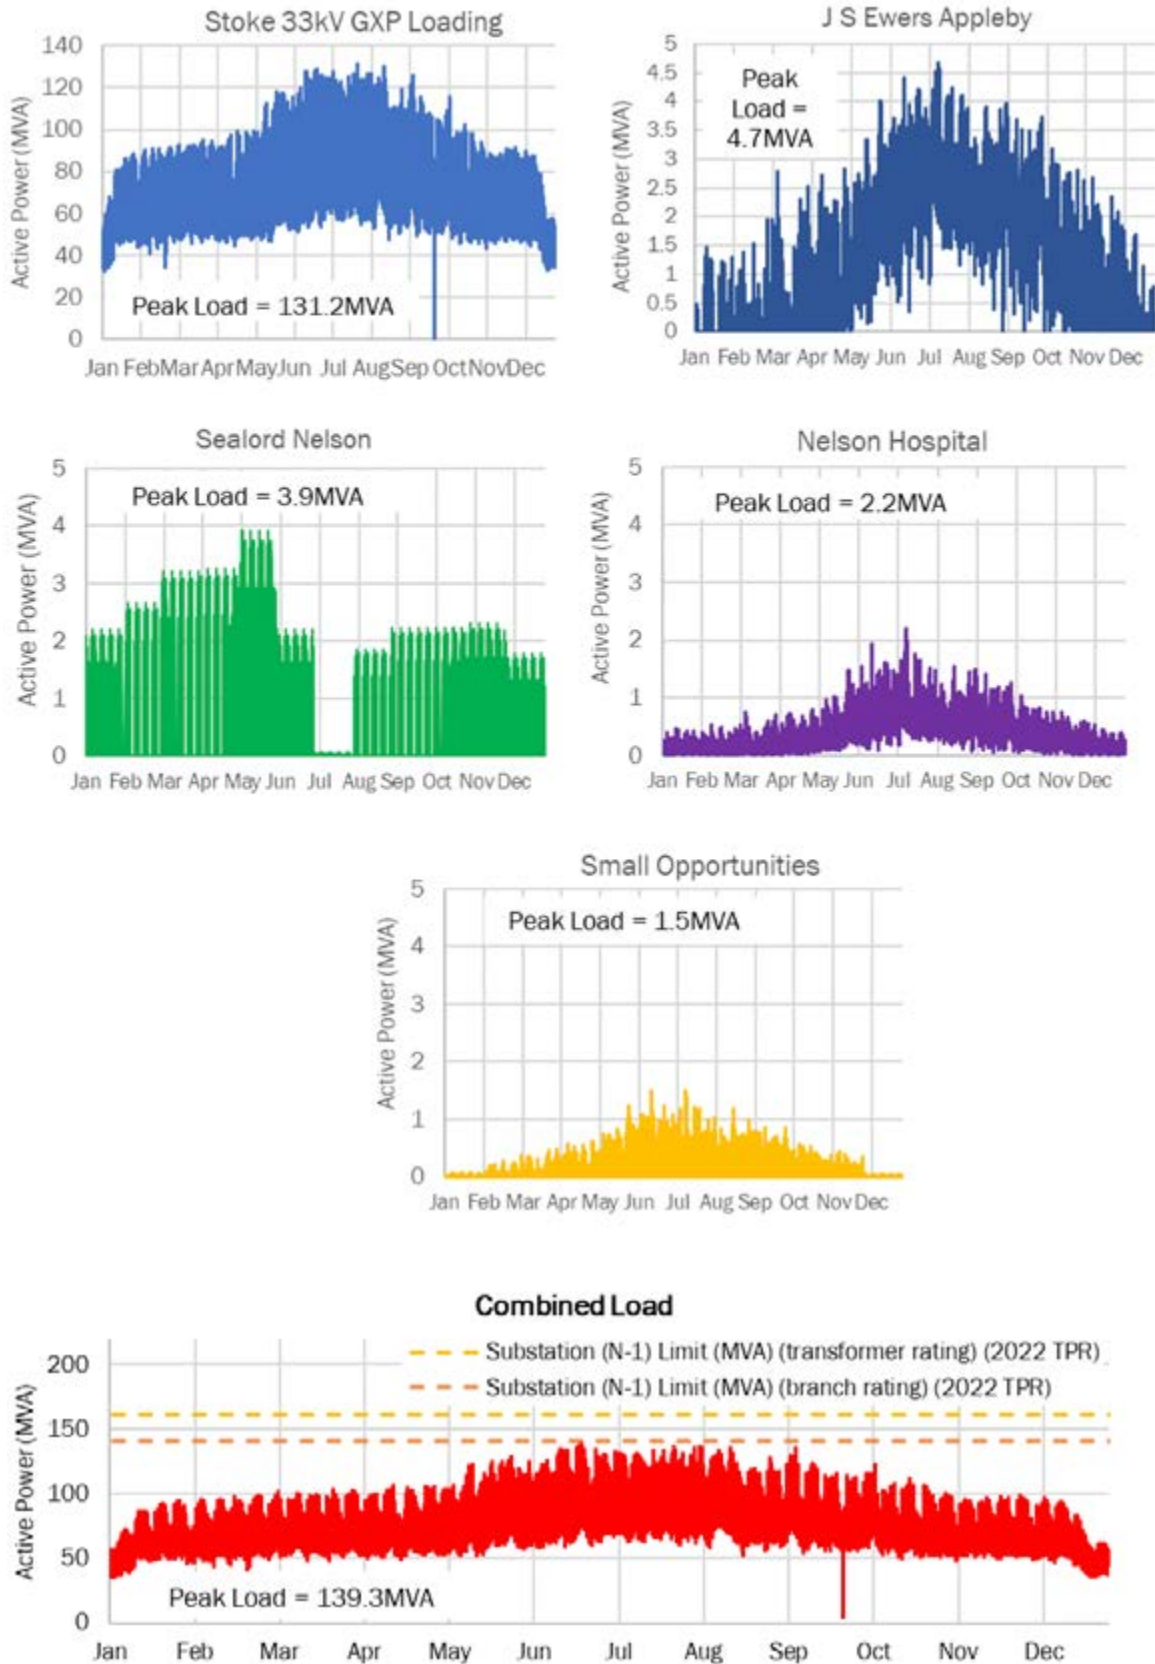 Stoke 33kV GXP Loading
Active Power (MVA)
140
120
100
80
60
40
20
0
Peak Load = 131.2MVA
Jan Feb Mar Apr May Jun Jul Aug Sep Oct Nov Dec
J S Ewers Appleby
Active Power (MVA)
5
4.5
4
3.5
3
2.5
2
1.5
1
0.5
0
Peak
Load =
4.7MVA
Jan Feb Mar Apr May Jun Jul Aug Sep Oct Nov Dec
Sealord Nelson
Active Power (MVA)
5
4
3
2
1
0
Peak Load = 3.9MVA
Jan Feb Mar Apr May Jun Jul Aug Sep Oct Nov Dec
Nelson Hospital
Active Power (MVA)
5
4
3
2
1
0
Peak Load = 2.2MVA
Jan Feb Mar Apr May Jun Jul Aug Sep Oct Nov Dec
Small Opportunities
Active Power (MVA)
5
4
3
2
1
0
Peak Load = 1.5MVA
Jan Feb Mar Apr May Jun Jul Aug Sep Oct Nov Dec
Combined Load
Active Power (MVA)
200
150
100
50
0
Substation (N-1) Limit (MVA) (transformer rating) (2022 TPR)
Substation (N-1) Limit (MVA) (branch rating) (2022 TPR)
Peak Load = 139.3MVA
Jan Feb Mar Apr May Jun Jul Aug Sep Oct Nov Dec